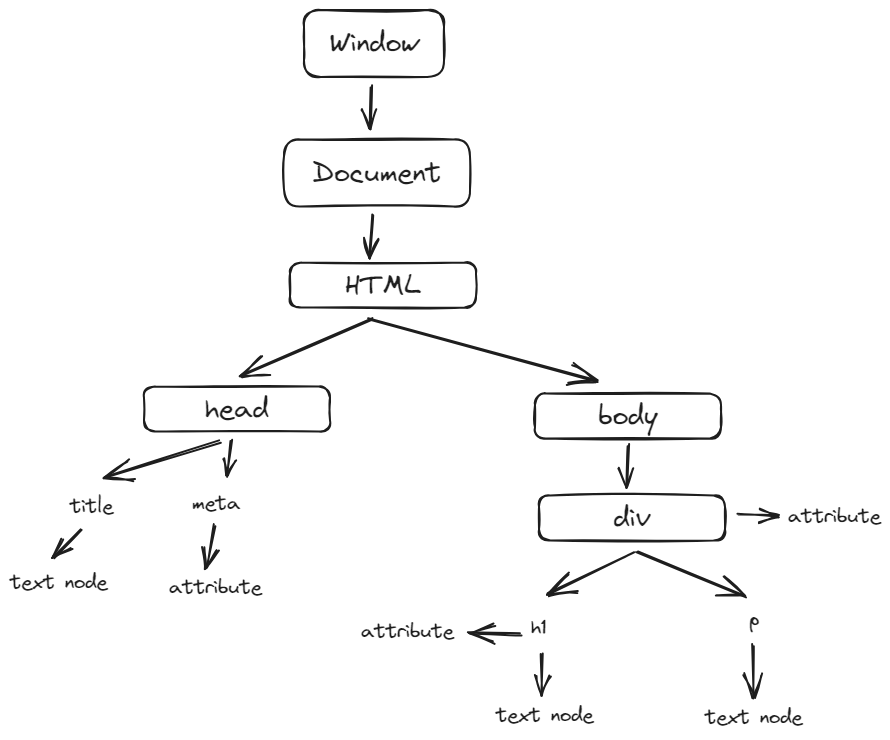 Window
Document
HTML
head
body
title
meta
div
attribute
text node
attribute
attribute
h1
p
text node
text node